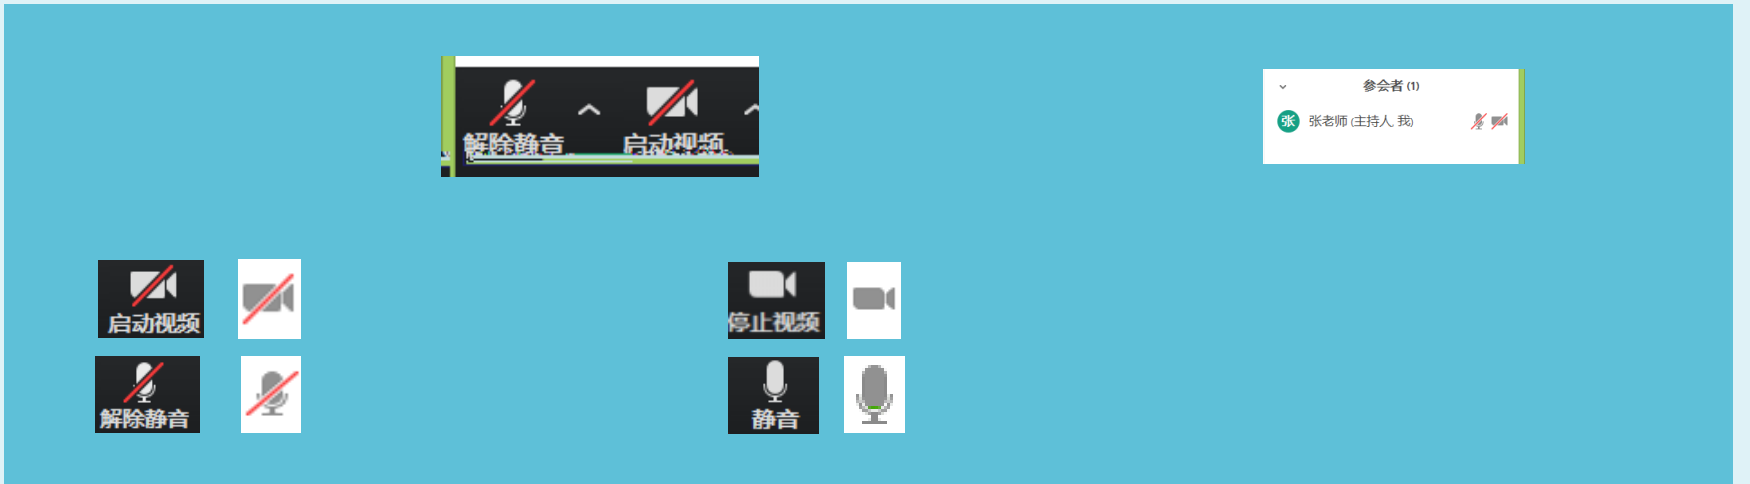 解除静音 启动视频
参会者 (1)
张 张老师 (主持人, 我)
启动视频
停止视频
解除静音
静音